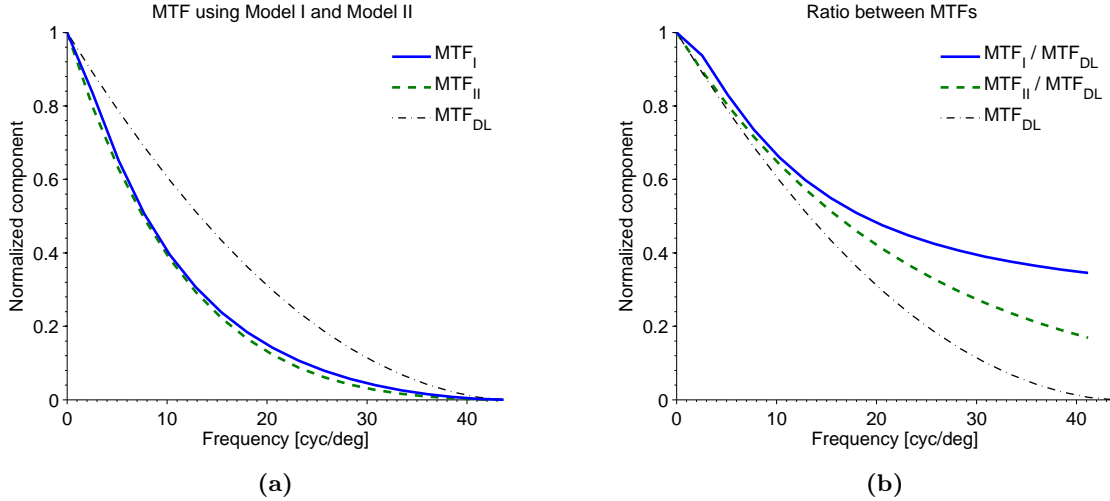 MTF using Model I and Model II
MTF_I
MTF_II
MTF_DL
Normalized component
1
0.8
0.6
0.4
0.2
0
0 10 20 30 40
Frequency [cyc/deg]
(a)
Ratio between MTFs
MTF_I / MTF_DL
MTF_II / MTF_DL
MTF_DL
Normalized component
1
0.8
0.6
0.4
0.2
0
0 10 20 30 40
Frequency [cyc/deg]
(b)